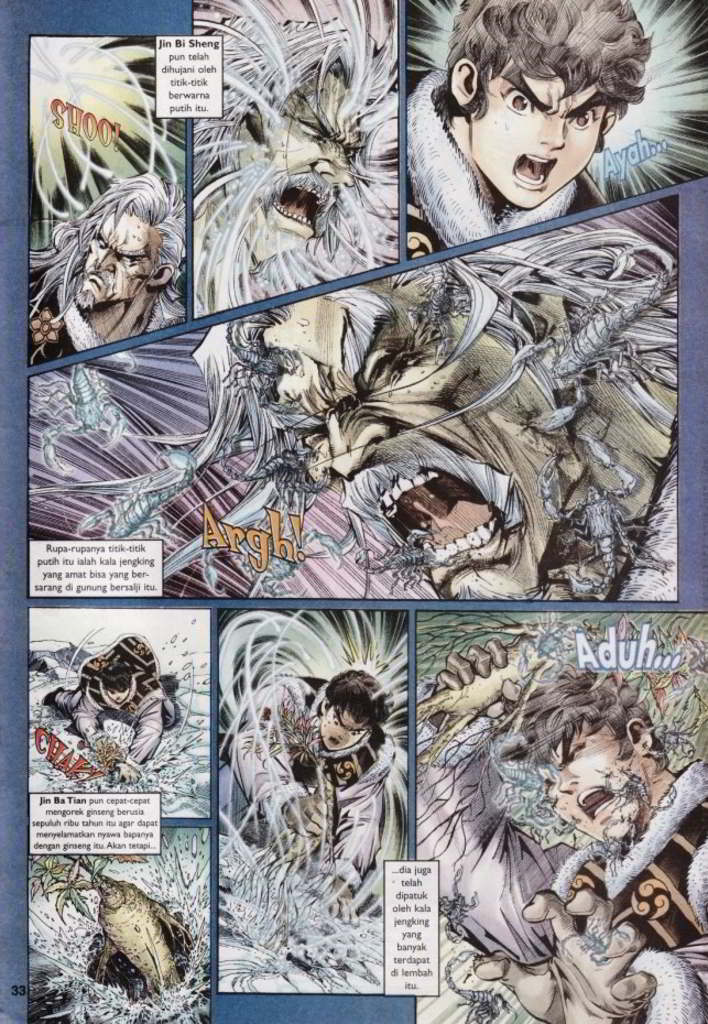 Jin Bi Sheng
pun telah
dihujani oleh
titik-titik
berwarna
putih itu.
SHOO!
Ayah...
Argh!
Rupa-rupanya titik-titik
putih itu ialah kala jengking
yang amat bisa yang ber-
sarang di gunung bersalji itu.
CHAK!
Jin Ba Tian pun cepat-cepat
mengorek ginseng berusia
sepuluh ribu tahun itu agar dapat
menyelamatkan nyawa bapanya
dengan ginseng itu. Akan tetapi...
...dia juga
telah
dipatuk
oleh kala
jengking
yang
banyak
terdapat
di lembah
itu.
Aduh...
33